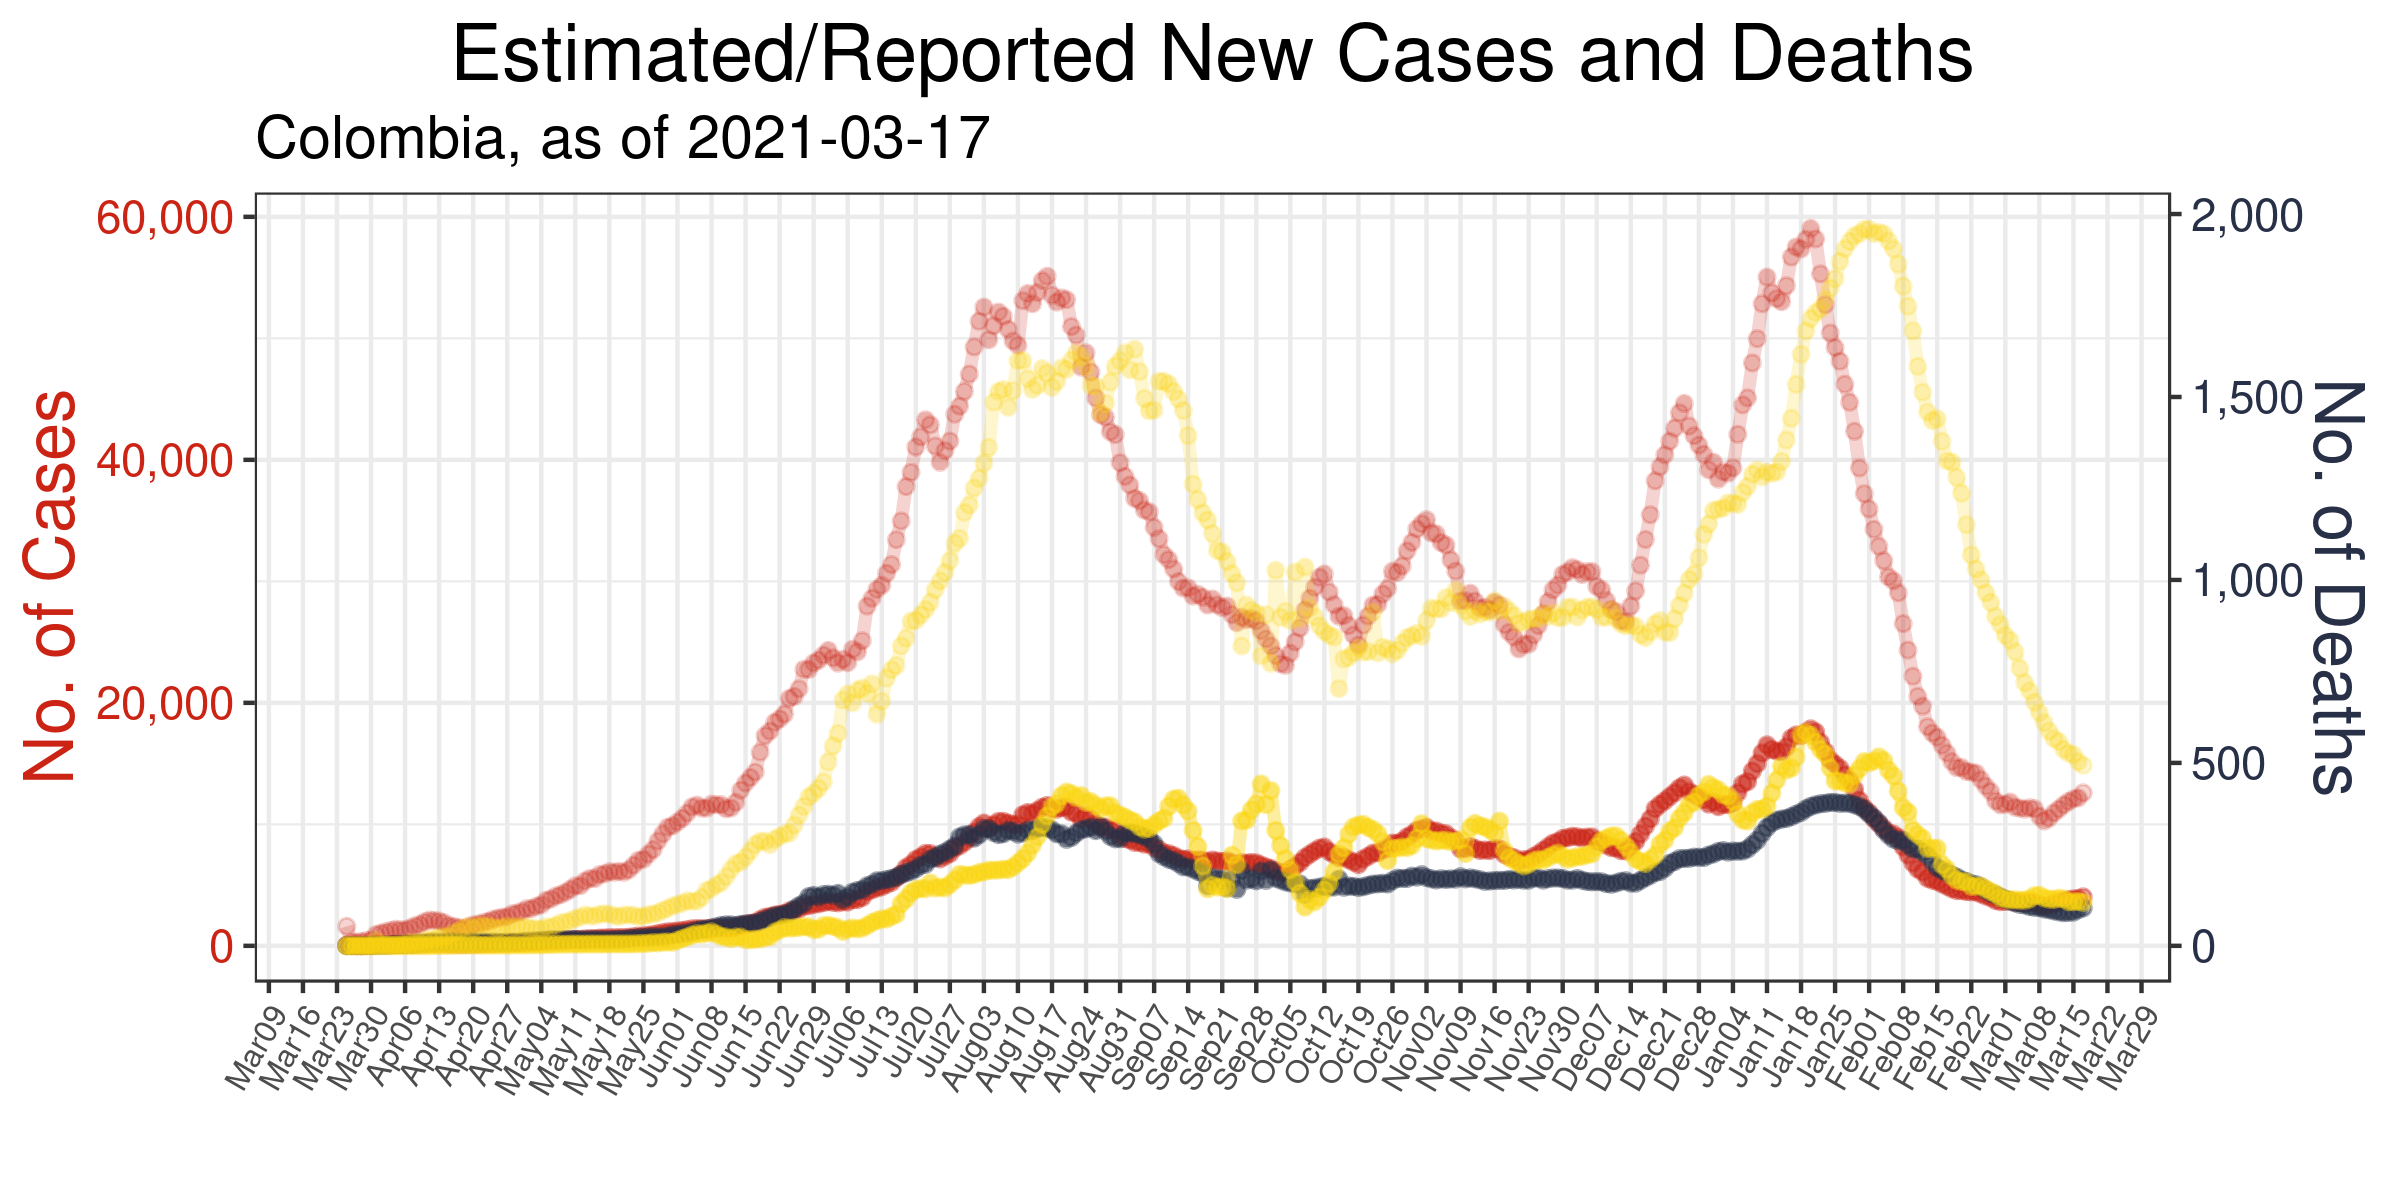 Estimated/Reported New Cases and Deaths
Colombia, as of 2021-03-17
No. of Cases
60,000
40,000
20,000
0
2,000
1,500
1,000
500
0
No. of Deaths
Mar09
Mar16
Mar23
Mar30
Apr06
Apr13
Apr20
Apr27
May04
May11
May18
May25
Jun01
Jun08
Jun15
Jun22
Jun29
Jul06
Jul13
Jul20
Jul27
Aug03
Aug10
Aug17
Aug24
Aug31
Sep07
Sep14
Sep21
Sep28
Oct05
Oct12
Oct19
Oct26
Nov02
Nov09
Nov16
Nov23
Nov30
Dec07
Dec14
Dec21
Dec28
Jan04
Jan11
Jan18
Jan25
Feb01
Feb08
Feb15
Feb22
Mar01
Mar08
Mar15
Mar22
Mar29